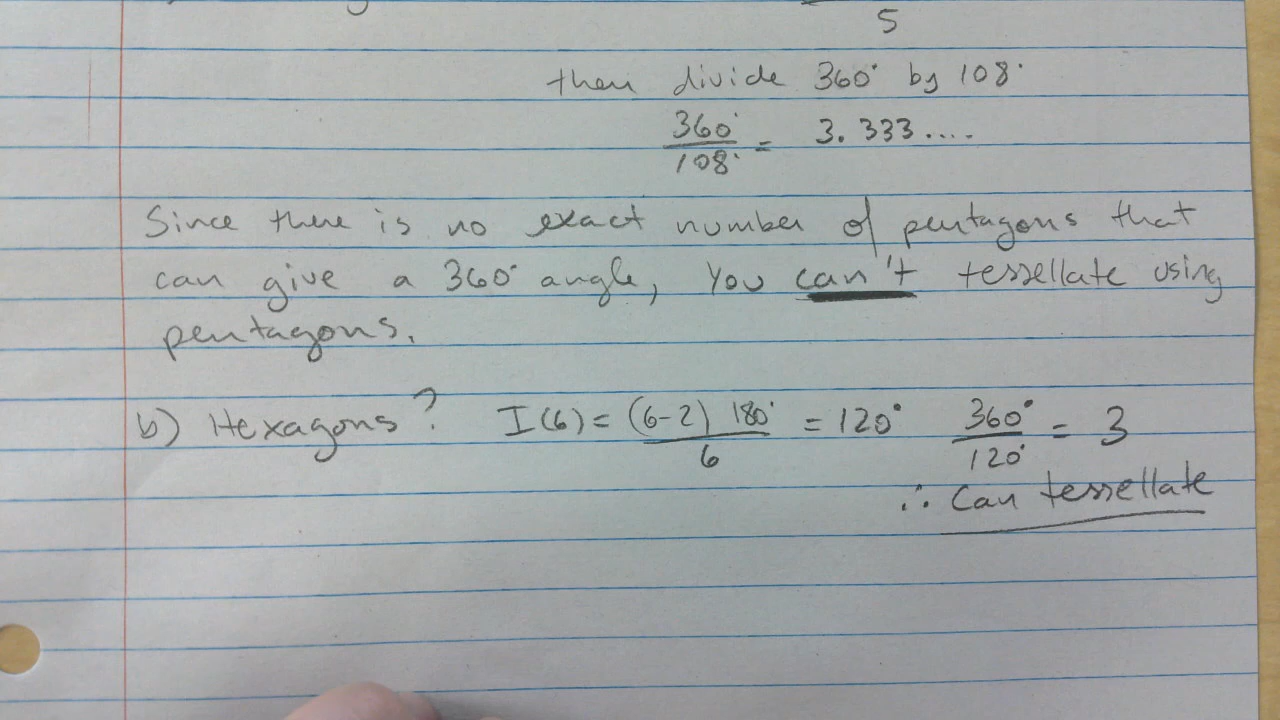 5
then divide 360° by 108°
360°/108° = 3.333....
Since there is no exact number of pentagons that
can give a 360° angle, you can't tessellate using
pentagons.
b) Hexagons? I(6) = (6-2) 180°/6 = 120° 360°/120° = 3
∴ Can tessellate